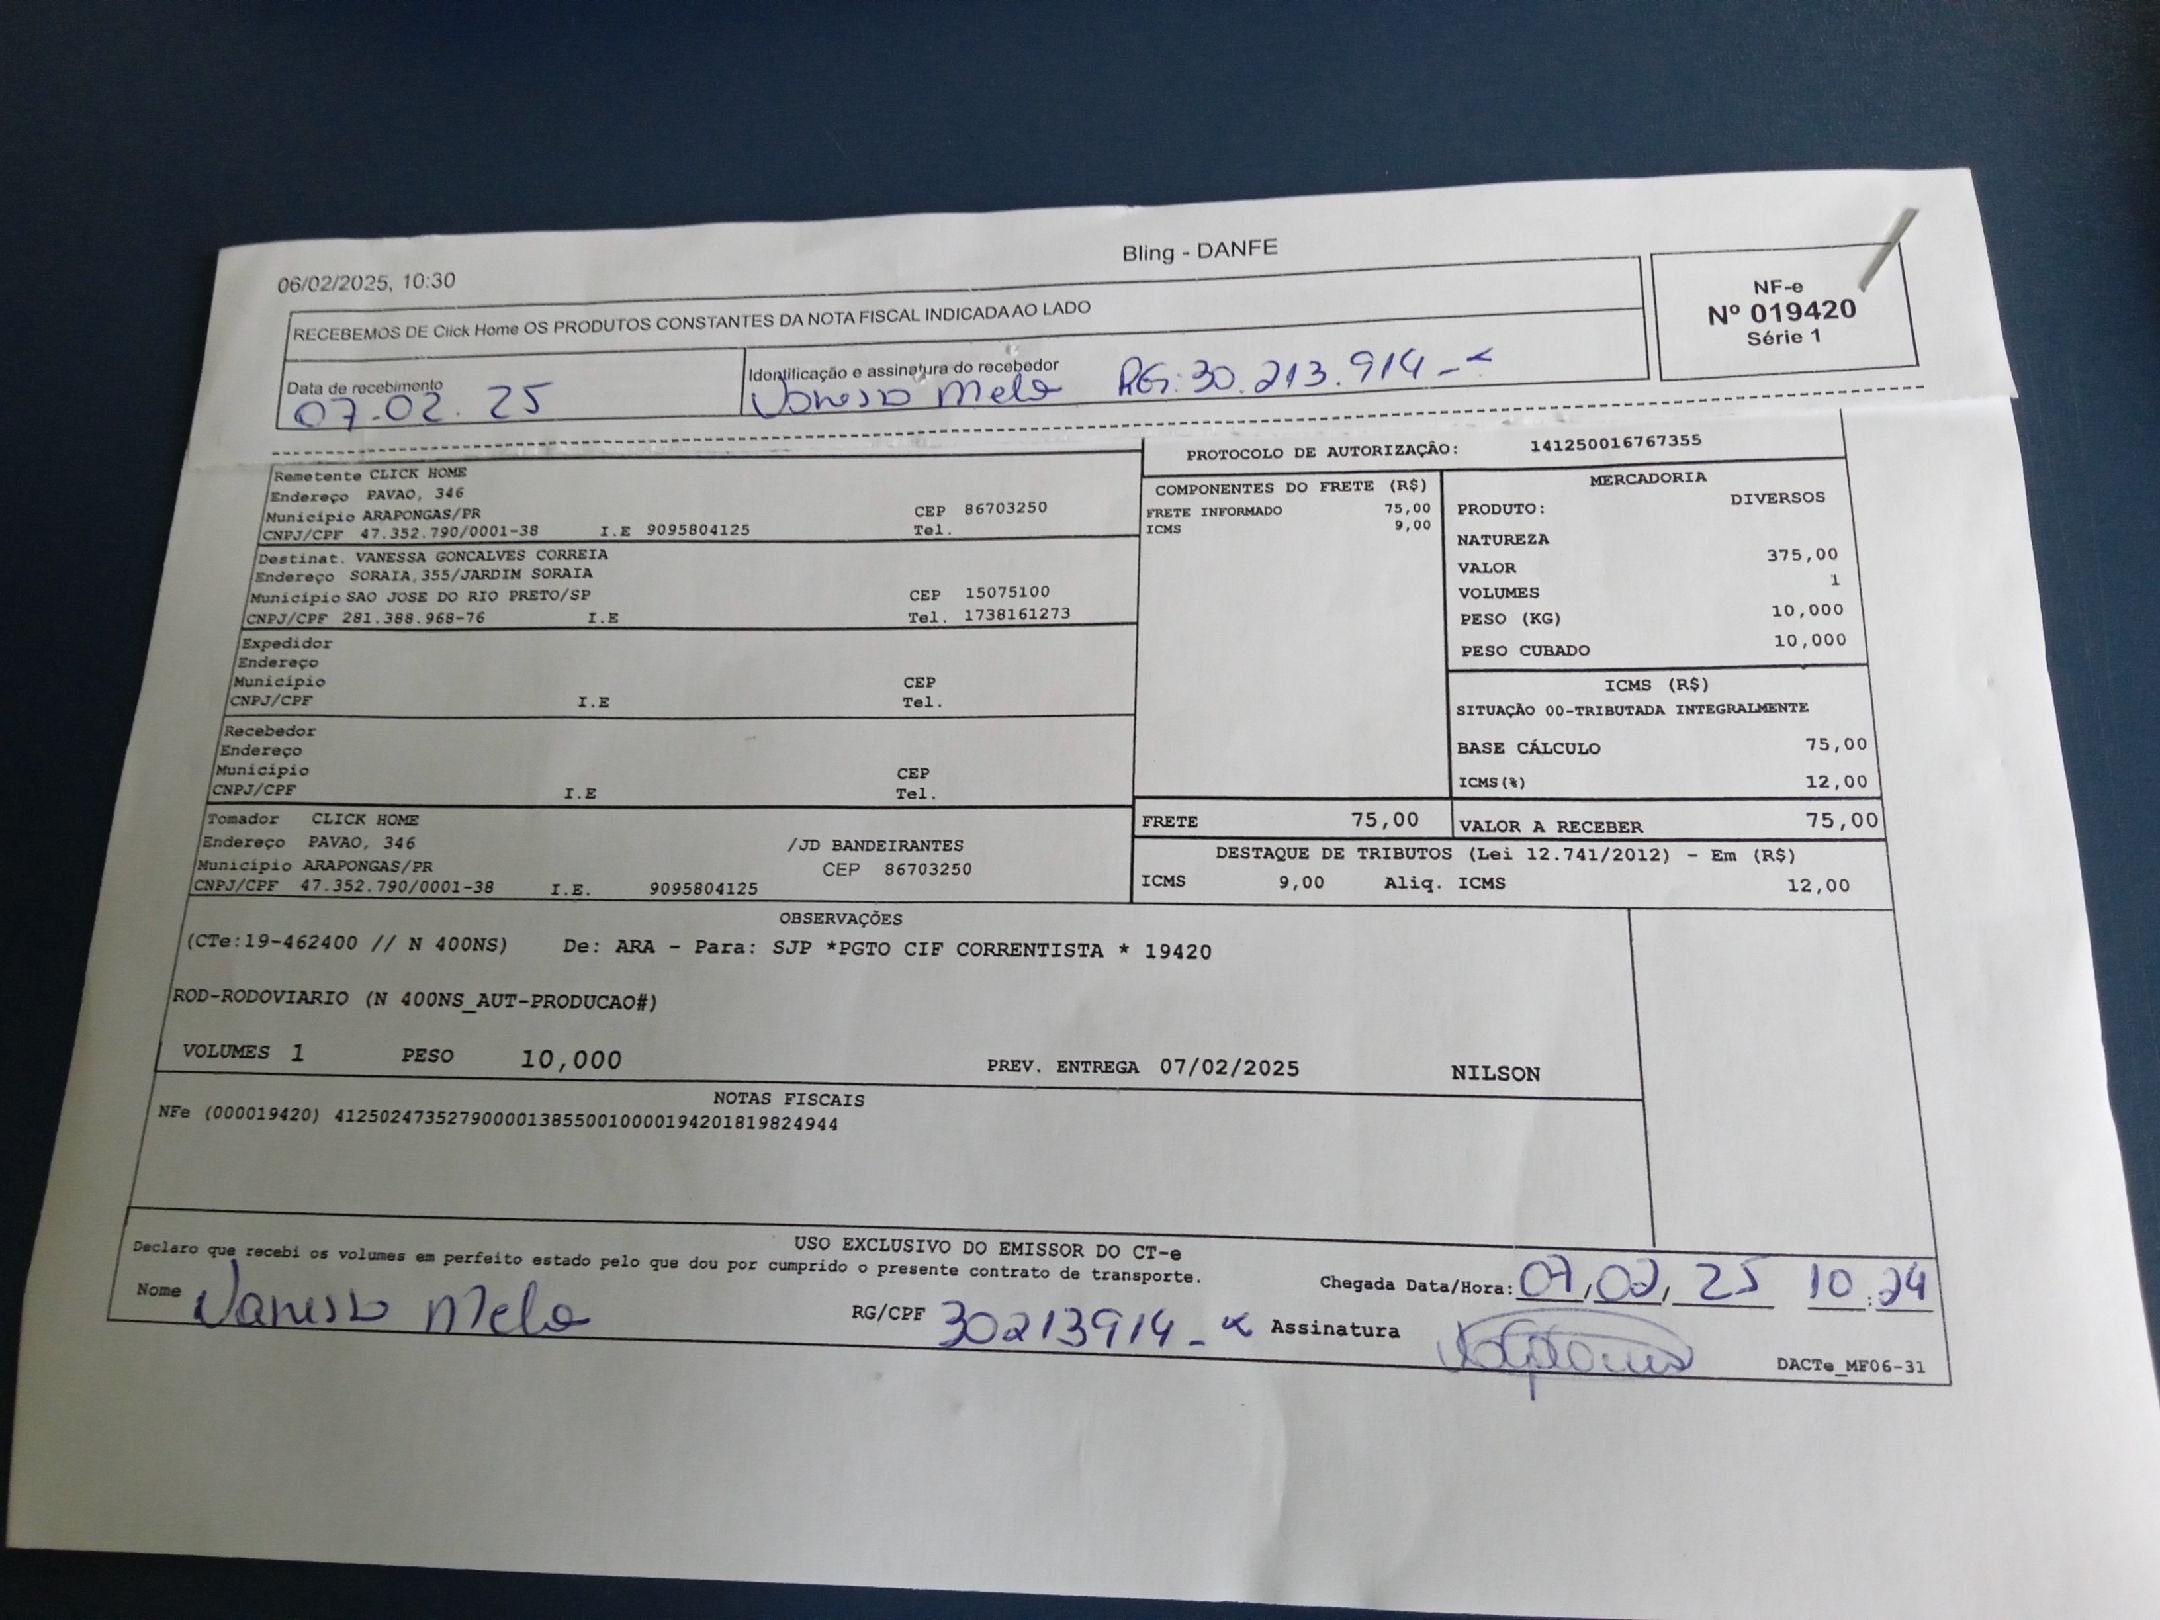 Bling - DANFE
06/02/2025, 10:30
RECEBEMOS DE Click Home OS PRODUTOS CONSTANTES DA NOTA FISCAL INDICADA AO LADO
NF-e
Nº 019420
Série 1
Data de recebimento
07.02.25
Identificação e assinatura do recebedor
Vanessa Melo RG: 30.213.914-x
PROTOCOLO DE AUTORIZAÇÃO: 141250016767355
Remetente CLICK HOME
Endereço PAVAO, 346
Município ARAPONGAS/PR CEP 86703250
CNPJ/CPF 47.352.790/0001-38 I.E 9095804125 Tel.
Destinat. VANESSA GONCALVES CORREIA
Endereço SORAIA,355/JARDIM SORAIA
Município SAO JOSE DO RIO PRETO/SP CEP 15075100
CNPJ/CPF 281.388.968-76 I.E Tel. 1738161273
Expedidor
Endereço
Município CEP
CNPJ/CPF I.E Tel.
Recebedor
Endereço
Município CEP
CNPJ/CPF I.E Tel.
Tomador CLICK HOME
Endereço PAVAO, 346 /JD BANDEIRANTES
Município ARAPONGAS/PR CEP 86703250
CNPJ/CPF 47.352.790/0001-38 I.E. 9095804125
COMPONENTES DO FRETE (R$)
FRETE INFORMADO 75,00
ICMS 9,00
MERCADORIA
PRODUTO: DIVERSOS
NATUREZA
VALOR 375,00
VOLUMES 1
PESO (KG) 10,000
PESO CUBADO 10,000
ICMS (R$)
SITUAÇÃO 00-TRIBUTADA INTEGRALMENTE
BASE CÁLCULO 75,00
ICMS(%) 12,00
FRETE 75,00 VALOR A RECEBER 75,00
DESTAQUE DE TRIBUTOS (Lei 12.741/2012) - Em (R$)
ICMS 9,00 Aliq. ICMS 12,00
OBSERVAÇÕES
(CTe:19-462400 // N 400NS) De: ARA - Para: SJP *PGTO CIF CORRENTISTA * 19420
ROD-RODOVIARIO (N 400NS_AUT-PRODUCAO#)
VOLUMES 1 PESO 10,000 PREV. ENTREGA 07/02/2025 NILSON
NOTAS FISCAIS
NFe (000019420) 41250247352790000138550010000194201819824944
USO EXCLUSIVO DO EMISSOR DO CT-e
Declaro que recebi os volumes em perfeito estado pelo que dou por cumprido o presente contrato de transporte.
Chegada Data/Hora: 07,02,25 10:24
Nome Vanessa Melo RG/CPF 30213914-x Assinatura
DACTe_MF06-31